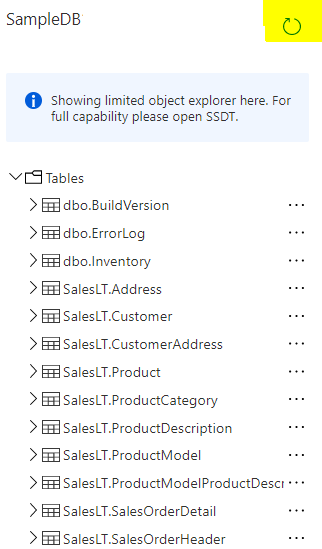 SampleDB
Showing limited object explorer here. For
full capability please open SSDT.
Tables
dbo.BuildVersion
dbo.ErrorLog
dbo.Inventory
SalesLT.Address
SalesLT.Customer
SalesLT.CustomerAddress
SalesLT.Product
SalesLT.ProductCategory
SalesLT.ProductDescription
SalesLT.ProductModel
SalesLT.ProductModelProductDescr
SalesLT.SalesOrderDetail
SalesLT.SalesOrderHeader